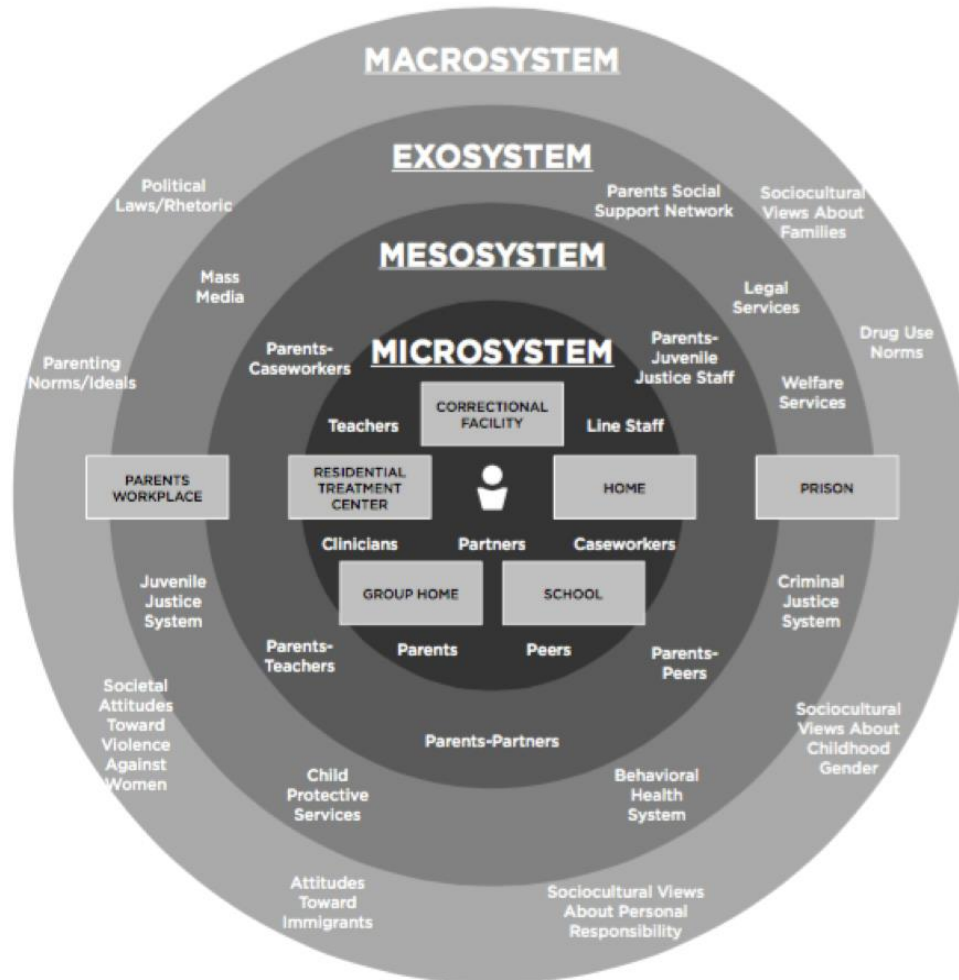 MACROSYSTEM
EXOSYSTEM
Political
Laws/Rhetoric
Parents Social
Support Network
Sociocultural
Views About
Families
MESOSYSTEM
Mass
Media
Legal
Services
Parenting
Norms/Ideals
Parents-
Caseworkers
MICROSYSTEM
Parents-
Juvenile
Justice Staff
Drug Use
Norms
Welfare
Services
Teachers
CORRECTIONAL
FACILITY
Line Staff
PARENTS
WORKPLACE
RESIDENTIAL
TREATMENT
CENTER
HOME
PRISON
Clinicians
Partners
Caseworkers
Juvenile
Justice
System
GROUP HOME
SCHOOL
Criminal
Justice
System
Parents-
Teachers
Parents
Peers
Parents-
Peers
Societal
Attitudes
Toward
Violence
Against
Women
Sociocultural
Views About
Childhood
Gender
Parents-Partners
Child
Protective
Services
Behavioral
Health
System
Attitudes
Toward
Immigrants
Sociocultural Views
About Personal
Responsibility